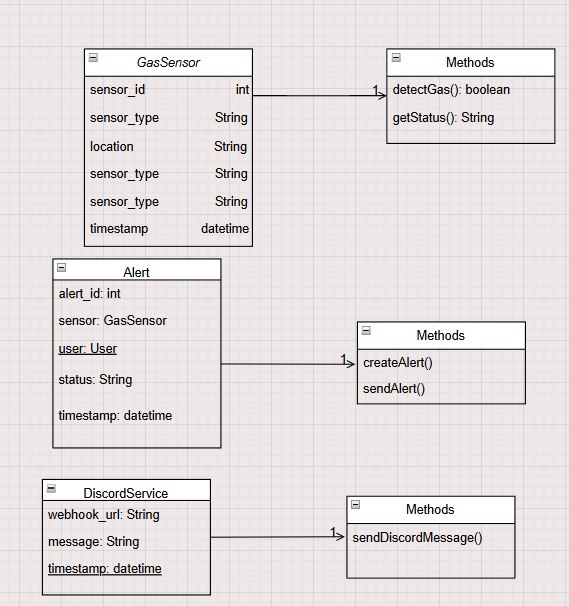 GasSensor
sensor_id int
sensor_type String
location String
sensor_type String
sensor_type String
timestamp datetime
1
Methods
detectGas(): boolean
getStatus(): String
Alert
alert_id: int
sensor: GasSensor
user: User
status: String
timestamp: datetime
1
Methods
createAlert()
sendAlert()
DiscordService
webhook_url: String
message: String
timestamp: datetime
1
Methods
sendDiscordMessage()